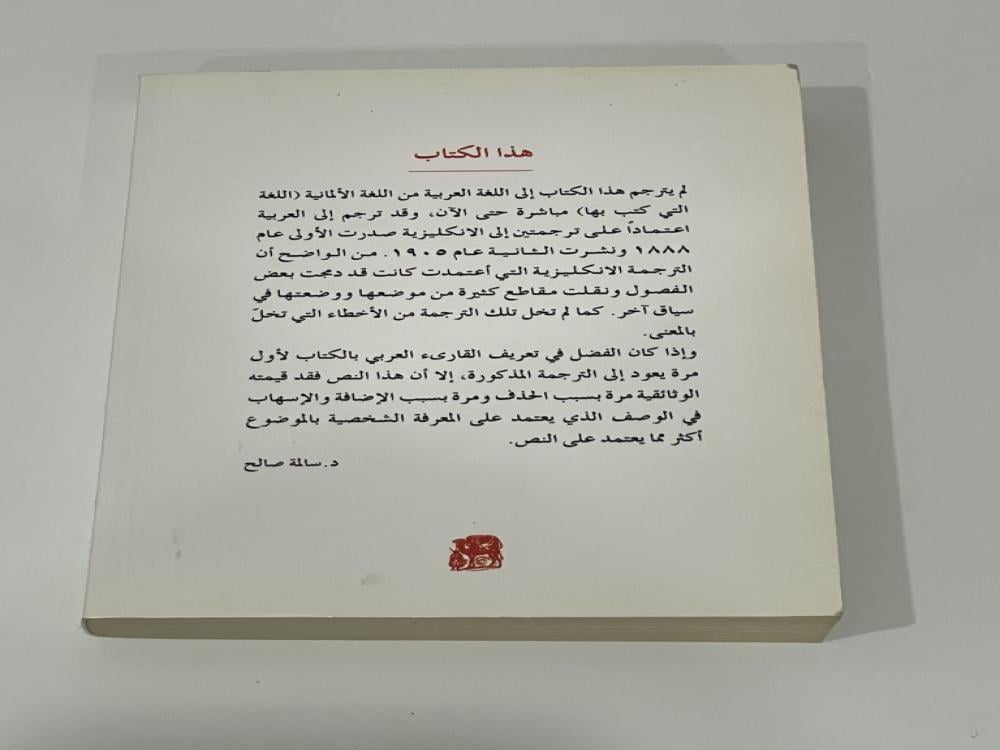 هذا الكتاب
لم يترجم هذا الكتاب إلى اللغة العربية من اللغة الألمانية (اللغة
التي كتب بها) مباشرة حتى الآن، وقد ترجم إلى العربية
اعتماداً على ترجمتين إلى الانكليزية صدرت الأولى عام
١٨٨٨ ونشرت الثانية عام ١٩٠٥. من الواضح أن
الترجمة الانكليزية التي أعتمدت كانت قد دمجت بعض
الفصول ونقلت مقاطع كثيرة من موضعها ووضعتها في
سياق آخر. كما لم تخل تلك الترجمة من الأخطاء التي تخلّ
بالمعنى.
وإذا كان الفضل في تعريف القارىء العربي بالكتاب لأول
مرة يعود إلى الترجمة المذكورة، إلا أن هذا النص فقد قيمته
الوثائقية مرة بسبب الحذف ومرة بسبب الإضافة والإسهاب
في الوصف الذي يعتمد على المعرفة الشخصية بالموضوع
أكثر مما يعتمد على النص.
د. سالمة صالح